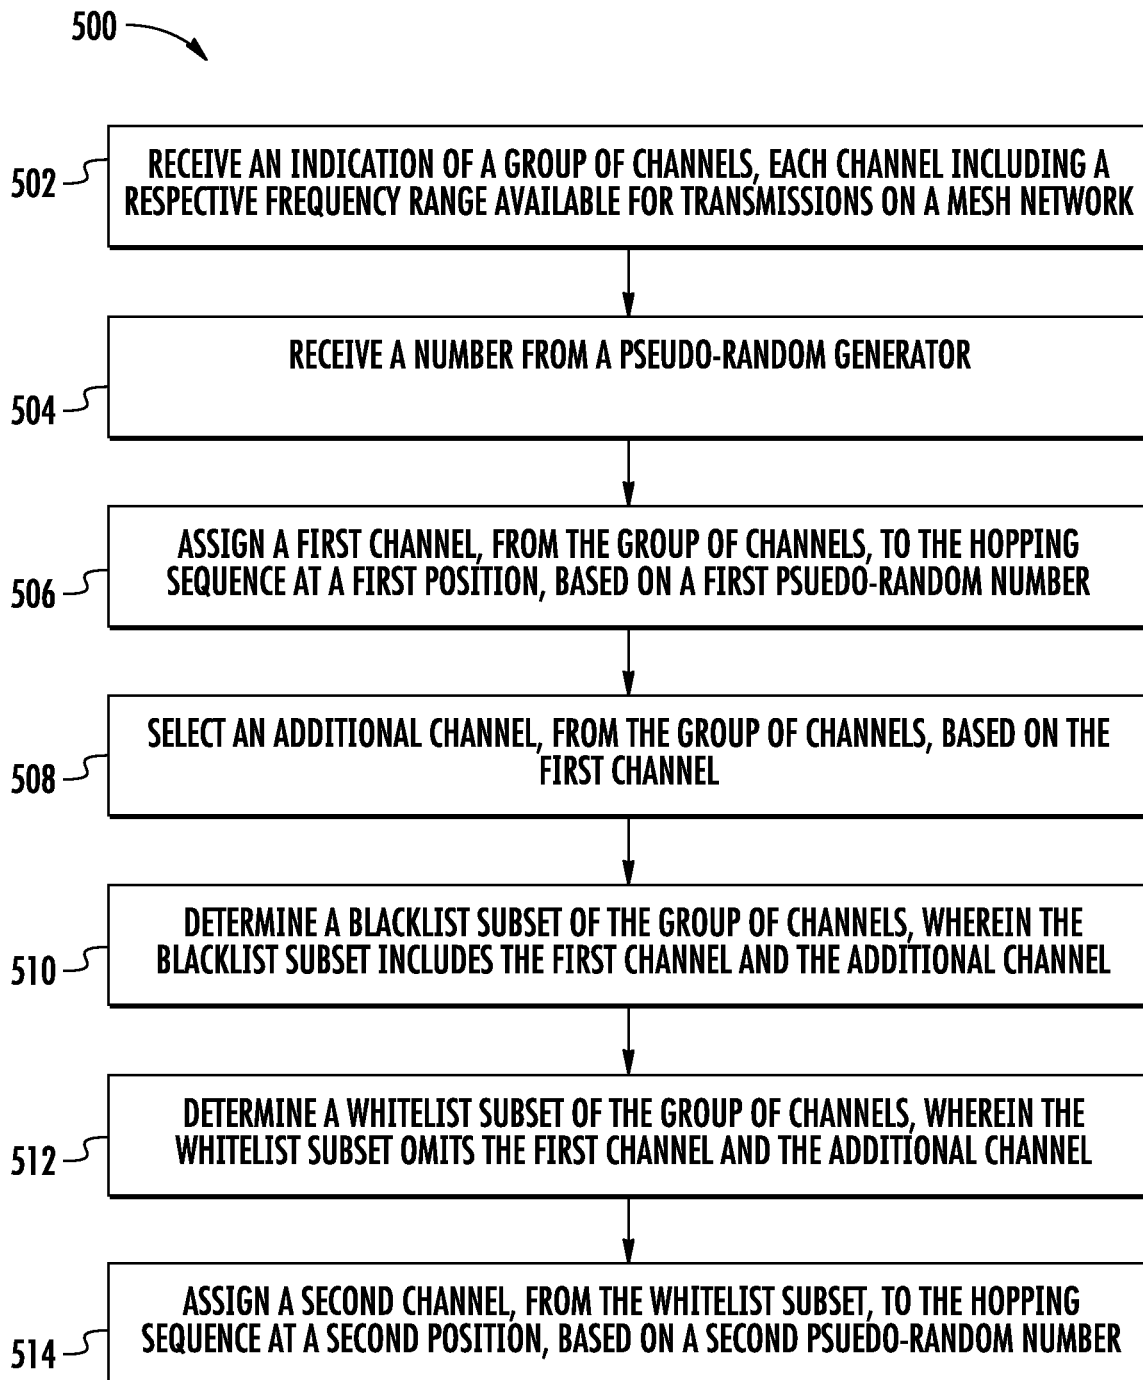 500
502
RECEIVE AN INDICATION OF A GROUP OF CHANNELS, EACH CHANNEL INCLUDING A
RESPECTIVE FREQUENCY RANGE AVAILABLE FOR TRANSMISSIONS ON A MESH NETWORK
504
RECEIVE A NUMBER FROM A PSEUDO-RANDOM GENERATOR
506
ASSIGN A FIRST CHANNEL, FROM THE GROUP OF CHANNELS, TO THE HOPPING
SEQUENCE AT A FIRST POSITION, BASED ON A FIRST PSUEDO-RANDOM NUMBER
508
SELECT AN ADDITIONAL CHANNEL, FROM THE GROUP OF CHANNELS, BASED ON THE
FIRST CHANNEL
510
DETERMINE A BLACKLIST SUBSET OF THE GROUP OF CHANNELS, WHEREIN THE
BLACKLIST SUBSET INCLUDES THE FIRST CHANNEL AND THE ADDITIONAL CHANNEL
512
DETERMINE A WHITELIST SUBSET OF THE GROUP OF CHANNELS, WHEREIN THE
WHITELIST SUBSET OMITS THE FIRST CHANNEL AND THE ADDITIONAL CHANNEL
514
ASSIGN A SECOND CHANNEL, FROM THE WHITELIST SUBSET, TO THE HOPPING
SEQUENCE AT A SECOND POSITION, BASED ON A SECOND PSUEDO-RANDOM NUMBER